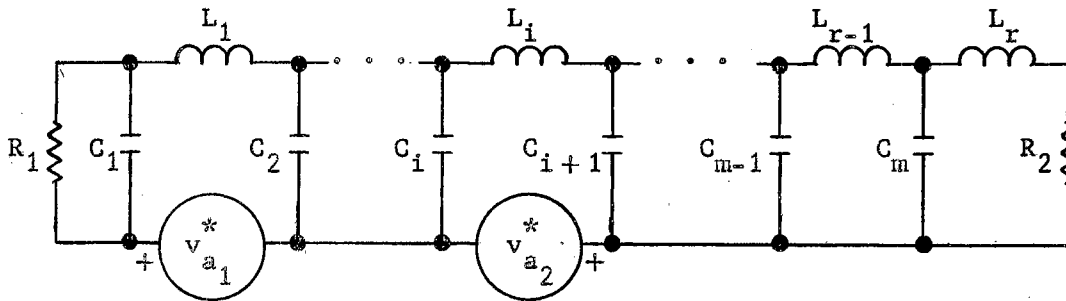 L₁ Lᵢ Lᵣ₋₁ Lᵣ
R₁ C₁ C₂ Cᵢ Cᵢ₊₁ Cₘ₋₁ Cₘ R₂
+ v*ₐ₁ v*ₐ₂ +